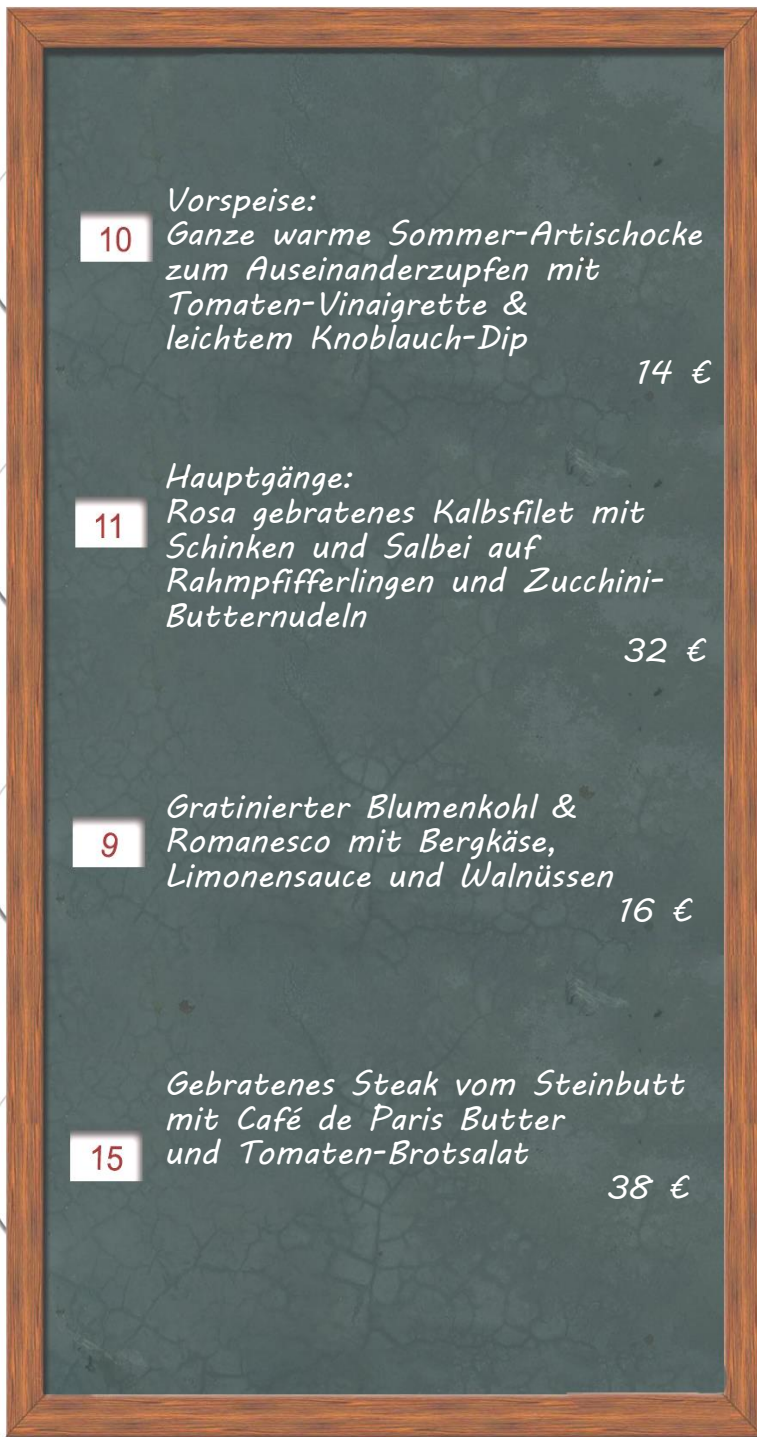 Vorspeise:
10 Ganze warme Sommer-Artischocke
zum Auseinanderzupfen mit
Tomaten-Vinaigrette &
leichtem Knoblauch-Dip
14 €
Hauptgänge:
11 Rosa gebratenes Kalbsfilet mit
Schinken und Salbei auf
Rahmpfifferlingen und Zucchini-
Butternudeln
32 €
Gratinierter Blumenkohl &
9 Romanesco mit Bergkäse,
Limonensauce und Walnüssen
16 €
Gebratenes Steak vom Steinbutt
mit Café de Paris Butter
15 und Tomaten-Brotsalat
38 €